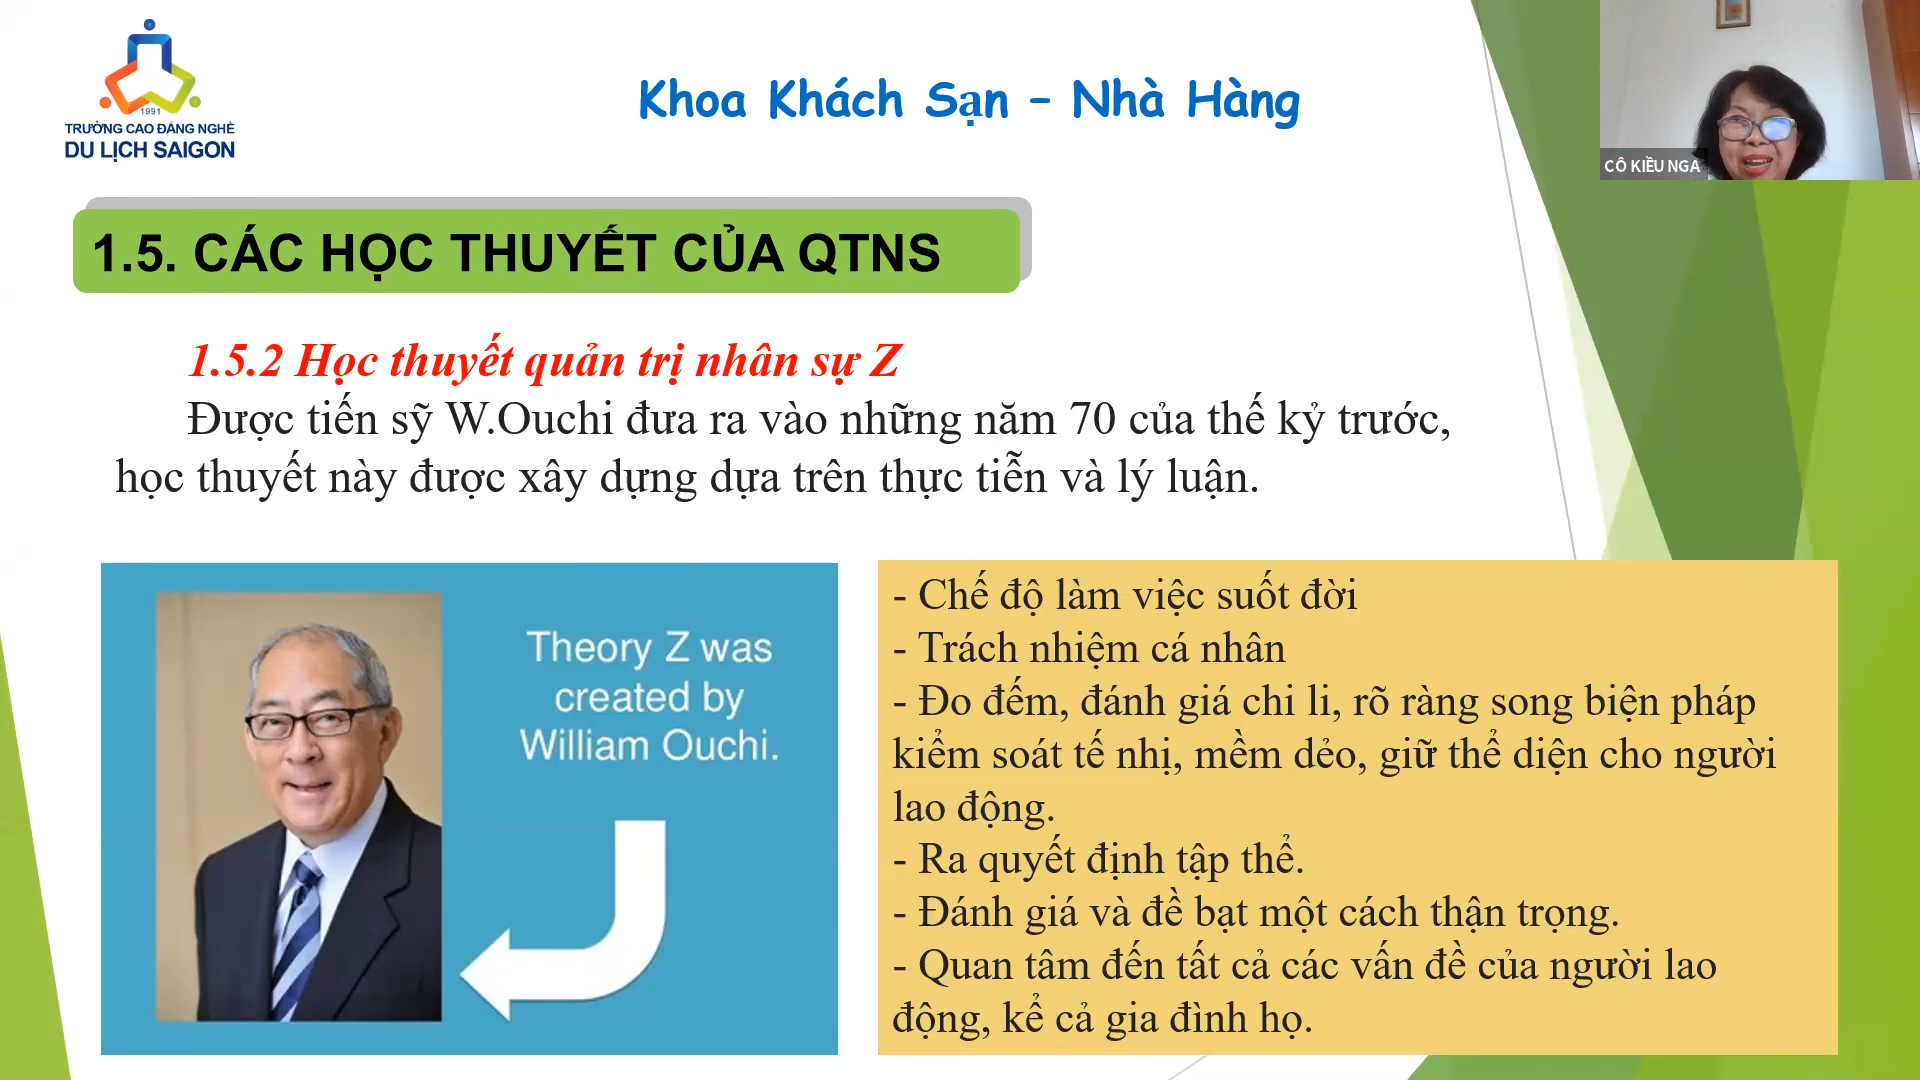 1991
TRƯỜNG CAO ĐẲNG NGHỀ
DU LỊCH SAIGON
Khoa Khách Sạn – Nhà Hàng
CÔ KIỀU NGA
1.5. CÁC HỌC THUYẾT CỦA QTNS
1.5.2 Học thuyết quản trị nhân sự Z
Được tiến sỹ W.Ouchi đưa ra vào những năm 70 của thế kỷ trước,
học thuyết này được xây dựng dựa trên thực tiễn và lý luận.
Theory Z was
created by
William Ouchi.
- Chế độ làm việc suốt đời
- Trách nhiệm cá nhân
- Đo đếm, đánh giá chi li, rõ ràng song biện pháp
kiểm soát tế nhị, mềm dẻo, giữ thể diện cho người
lao động.
- Ra quyết định tập thể.
- Đánh giá và đề bạt một cách thận trọng.
- Quan tâm đến tất cả các vấn đề của người lao
động, kể cả gia đình họ.